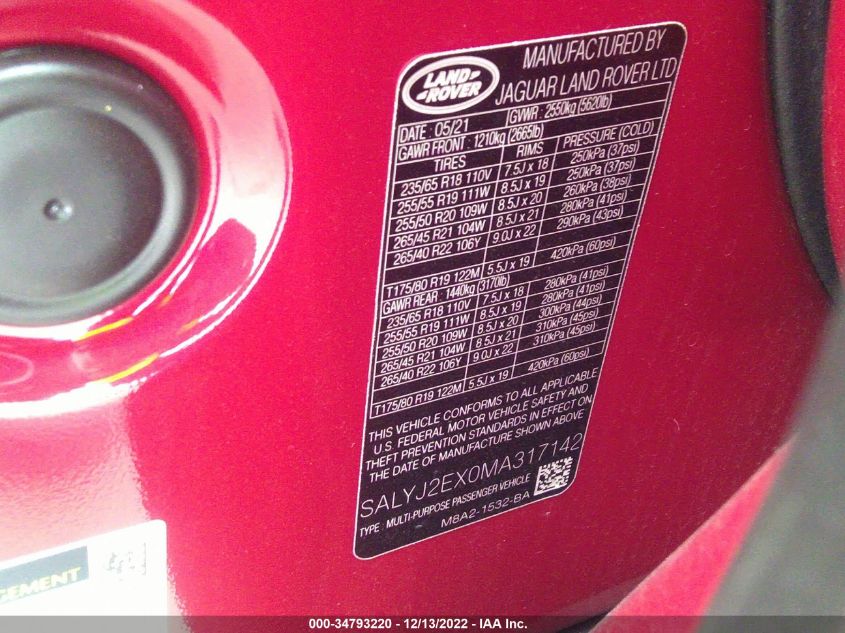 LAND ROVER
MANUFACTURED BY
JAGUAR LAND ROVER LTD
DATE : 05/21 GVWR : 2550kg (5620lb)
GAWR FRONT : 1210kg (2665lb)
TIRES RIMS PRESSURE (COLD)
235/65 R18 110V 7.5J x 18 250kPa (37psi)
255/55 R19 111W 8.5J x 19 250kPa (37psi)
255/50 R20 109W 8.5J x 20 260kPa (38psi)
265/45 R21 104W 8.5J x 21 280kPa (41psi)
265/40 R22 106Y 9.0J x 22 290kPa (43psi)
T175/80 R19 122M 5.5J x 19 420kPa (60psi)
GAWR REAR : 1440kg (3170lb)
235/65 R18 110V 7.5J x 18 280kPa (41psi)
255/55 R19 111W 8.5J x 19 280kPa (41psi)
255/50 R20 109W 8.5J x 20 300kPa (44psi)
265/45 R21 104W 8.5J x 21 310kPa (45psi)
265/40 R22 106Y 9.0J x 22 310kPa (45psi)
T175/80 R19 122M 5.5J x 19 420kPa (60psi)
THIS VEHICLE CONFORMS TO ALL APPLICABLE
U.S. FEDERAL MOTOR VEHICLE SAFETY AND
THEFT PREVENTION STANDARDS IN EFFECT ON
THE DATE OF MANUFACTURE SHOWN ABOVE
SALYJ2EX0MA317142
TYPE : MULTI-PURPOSE PASSENGER VEHICLE
M8A2-1532-BA
GEMENT
000-34793220 - 12/13/2022 - IAA Inc.